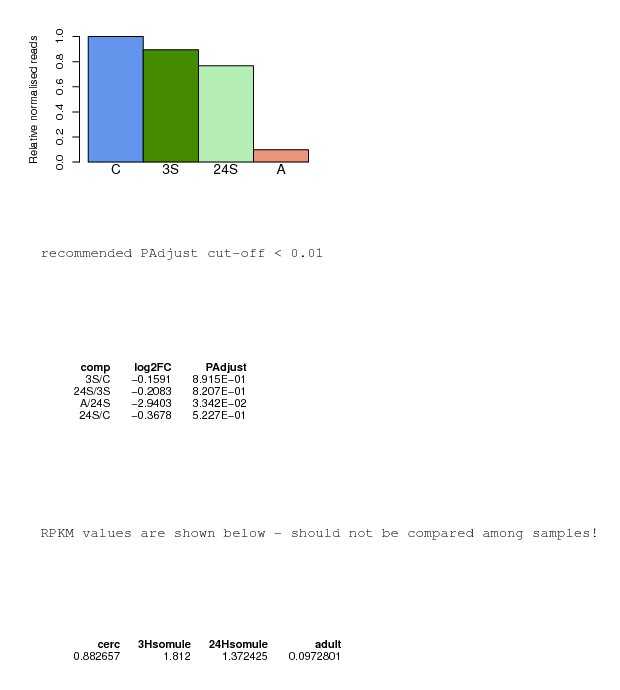 Relative normalised reads
1.0
0.8
0.6
0.4
0.2
0.0
C 3S 24S A
recommended PAdjust cut-off < 0.01
comp log2FC PAdjust
3S/C −0.1591 8.915E−01
24S/3S −0.2083 8.207E−01
A/24S −2.9403 3.342E−02
24S/C −0.3678 5.227E−01
RPKM values are shown below - should not be compared among samples!
cerc 3Hsomule 24Hsomule adult
0.882657 1.812 1.372425 0.0972801